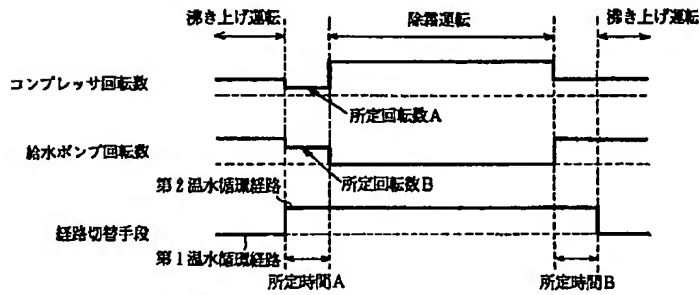 沸き上げ運転
除霜運転
沸き上げ運転
コンプレッサ回転数
所定回転数A
給水ポンプ回転数
所定回転数B
第2温水循環経路
経路切替手段
第1温水循環経路
所定時間A
所定時間B